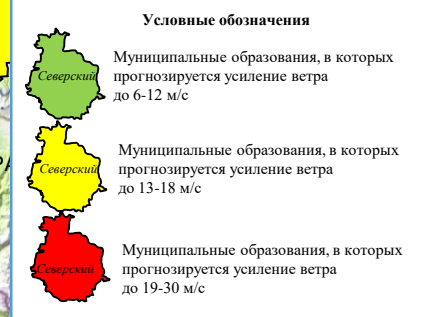 Условные обозначения
Северский
Муниципальные образования, в которых
прогнозируется усиление ветра
до 6-12 м/с
Северский
Муниципальные образования, в которых
прогнозируется усиление ветра
до 13-18 м/с
Северский
Муниципальные образования, в которых
прогнозируется усиление ветра
до 19-30 м/с